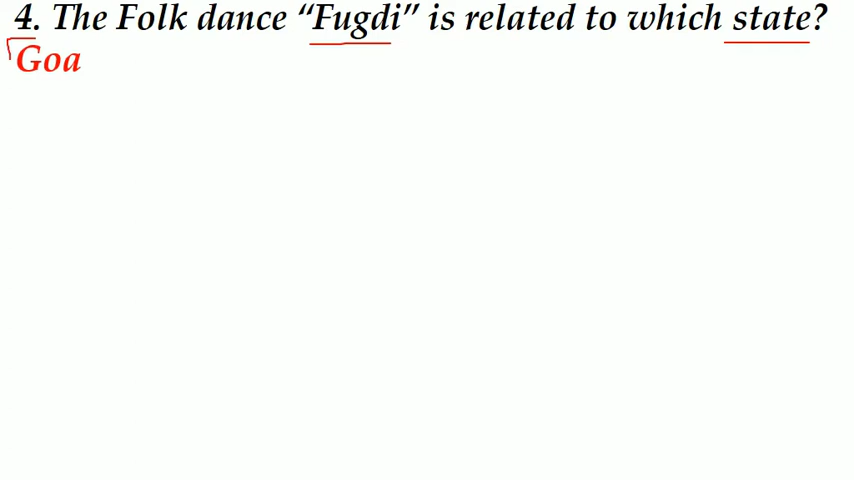 4. The Folk dance “Fugdi” is related to which state?
Goa